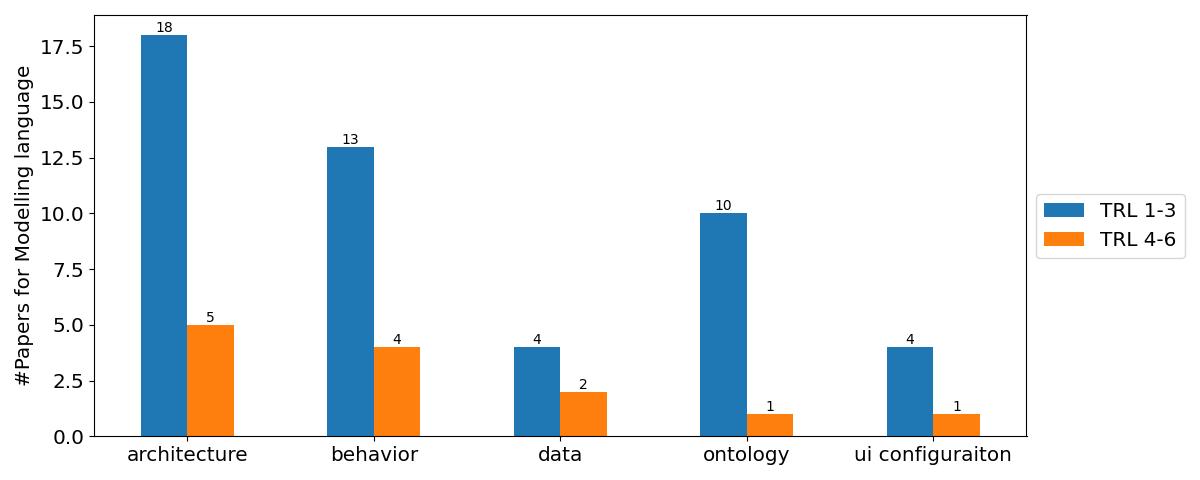 #Papers for Modelling language
17.5
15.0
12.5
10.0
7.5
5.0
2.5
0.0
18
5
13
4
4
2
10
1
4
1
architecture
behavior
data
ontology
ui configuraiton
TRL 1-3
TRL 4-6